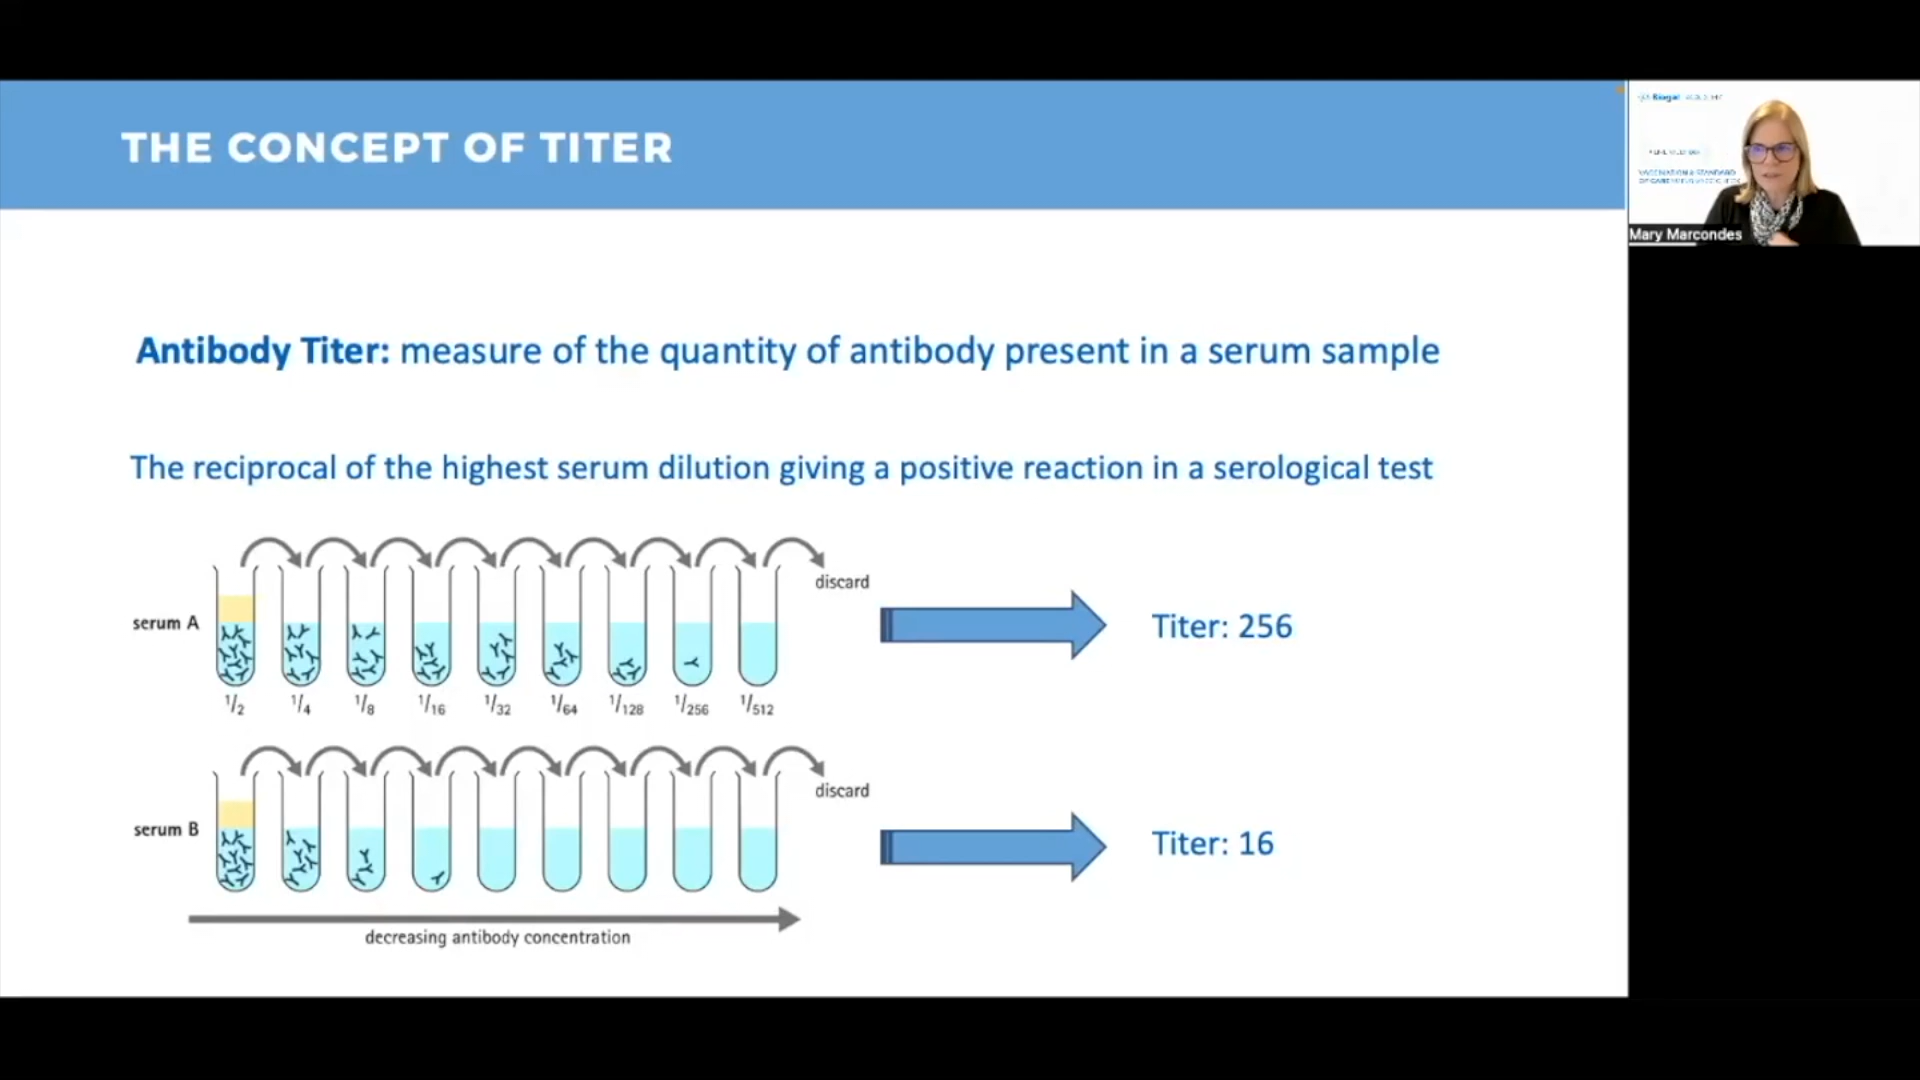 THE CONCEPT OF TITER
Biogal
VACCINATION & STANDARD
Mary Marcondes
Antibody Titer: measure of the quantity of antibody present in a serum sample
The reciprocal of the highest serum dilution giving a positive reaction in a serological test
discard
serum A
Titer: 256
1/2 1/4 1/8 1/16 1/32 1/64 1/128 1/256 1/512
discard
serum B
Titer: 16
decreasing antibody concentration